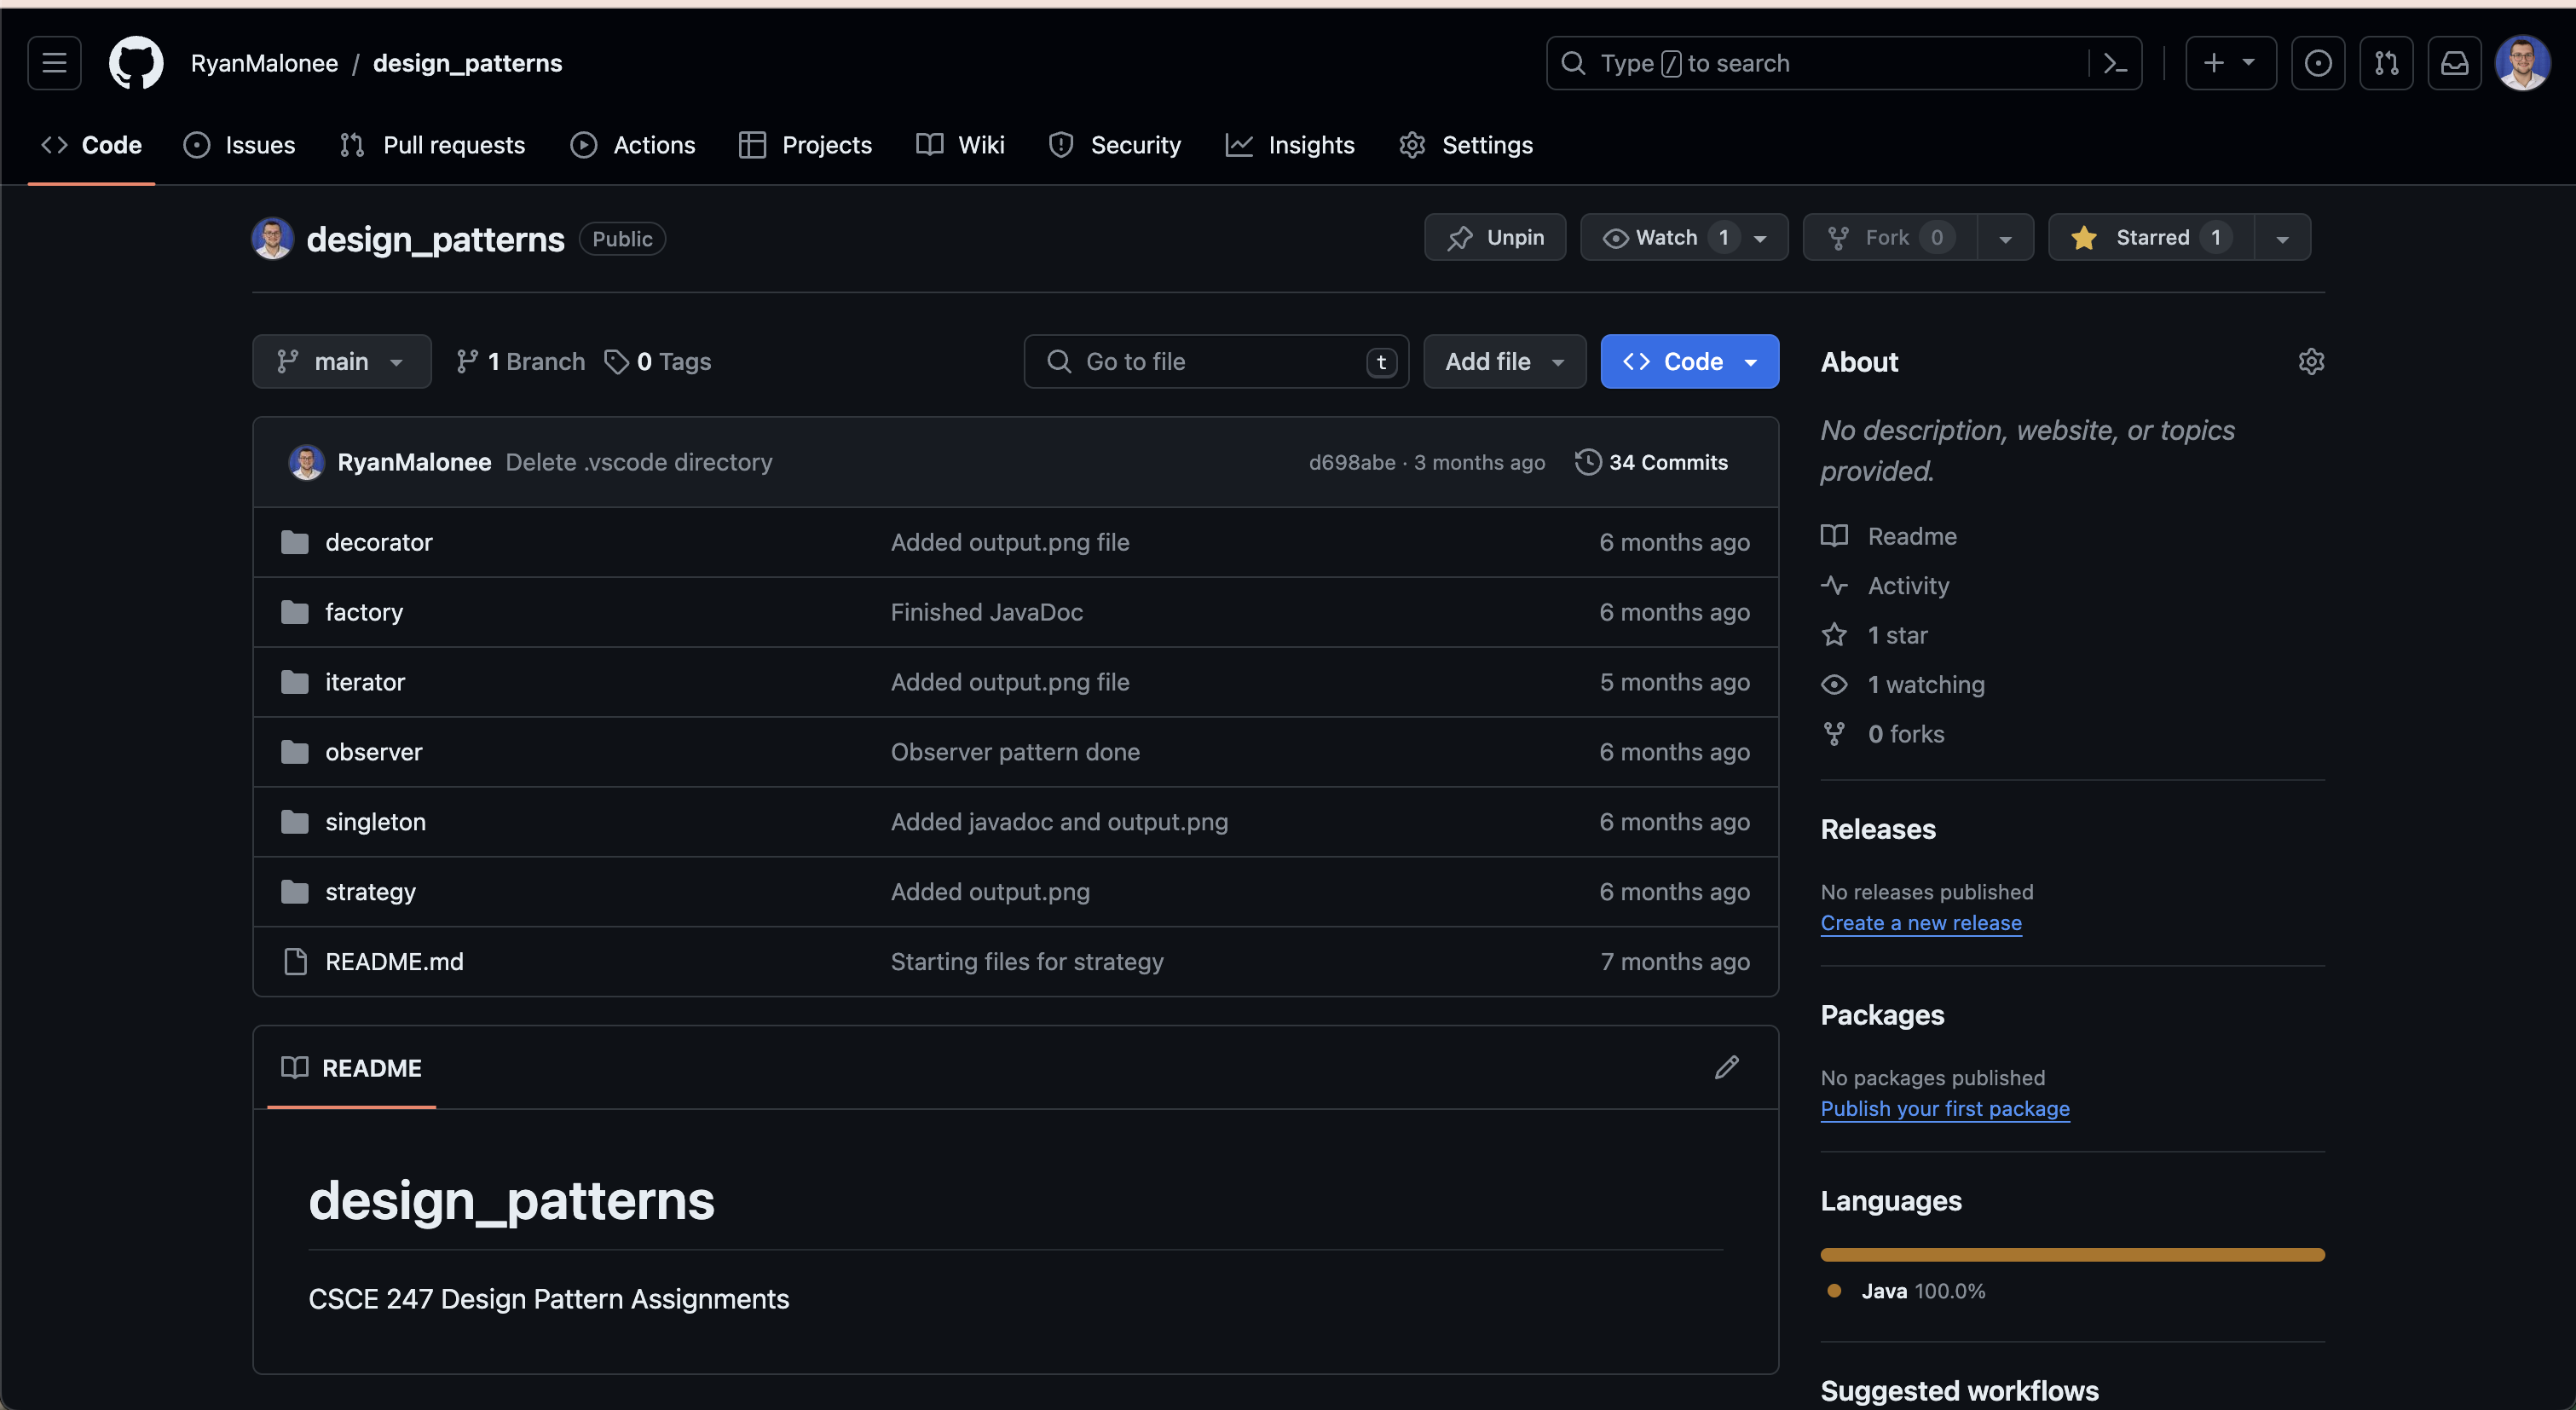 RyanMalonee / design_patterns
Type / to search
Code Issues Pull requests Actions Projects Wiki Security Insights Settings
design_patterns Public
Unpin Watch 1 Fork 0 Starred 1
main 1 Branch 0 Tags
Go to file t Add file Code
RyanMalonee Delete .vscode directory d698abe · 3 months ago 34 Commits
decorator Added output.png file 6 months ago
factory Finished JavaDoc 6 months ago
iterator Added output.png file 5 months ago
observer Observer pattern done 6 months ago
singleton Added javadoc and output.png 6 months ago
strategy Added output.png 6 months ago
README.md Starting files for strategy 7 months ago
README
design_patterns
CSCE 247 Design Pattern Assignments
About
No description, website, or topics
provided.
Readme
Activity
1 star
1 watching
0 forks
Releases
No releases published
Create a new release
Packages
No packages published
Publish your first package
Languages
Java 100.0%
Suggested workflows